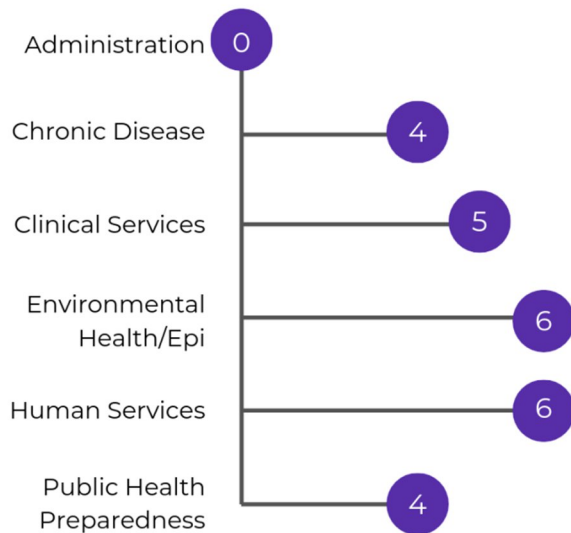 Administration 0
Chronic Disease 4
Clinical Services 5
Environmental
Health/Epi 6
Human Services 6
Public Health
Preparedness 4